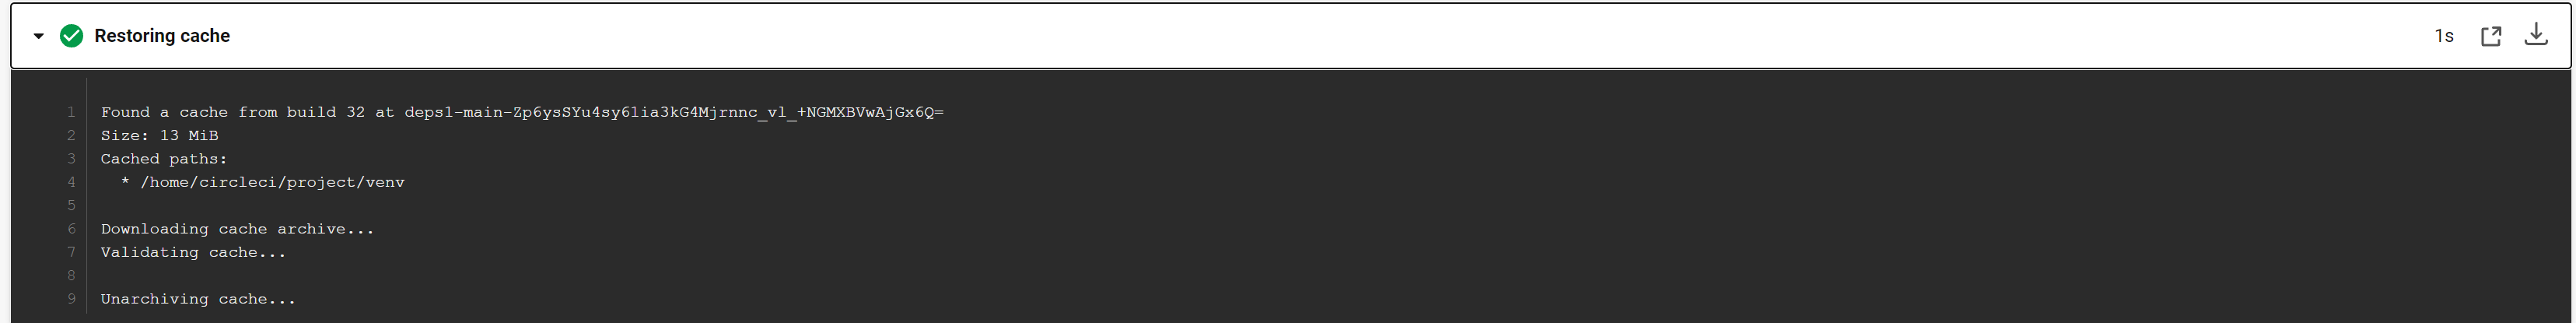 Restoring cache
1s
1 Found a cache from build 32 at deps1-main-Zp6ysSYu4sy61ia3kG4Mjrnnc_vl_+NGMXBVwAjGx6Q=
2 Size: 13 MiB
3 Cached paths:
4 * /home/circleci/project/venv
5
6 Downloading cache archive...
7 Validating cache...
8
9 Unarchiving cache...